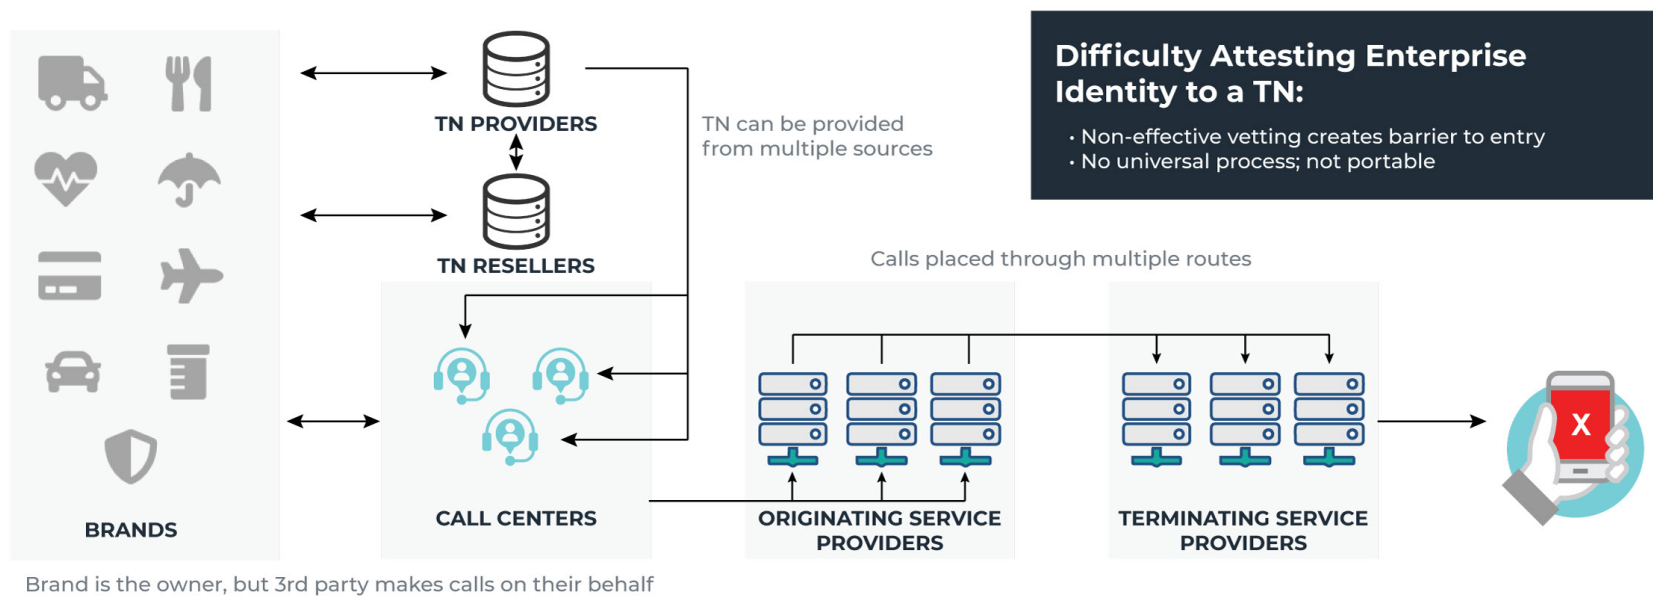 Difficulty Attesting Enterprise
Identity to a TN:
• Non-effective vetting creates barrier to entry
• No universal process; not portable
TN PROVIDERS
TN can be provided
from multiple sources
TN RESELLERS
Calls placed through multiple routes
X
BRANDS
CALL CENTERS
ORIGINATING SERVICE
PROVIDERS
TERMINATING SERVICE
PROVIDERS
Brand is the owner, but 3rd party makes calls on their behalf